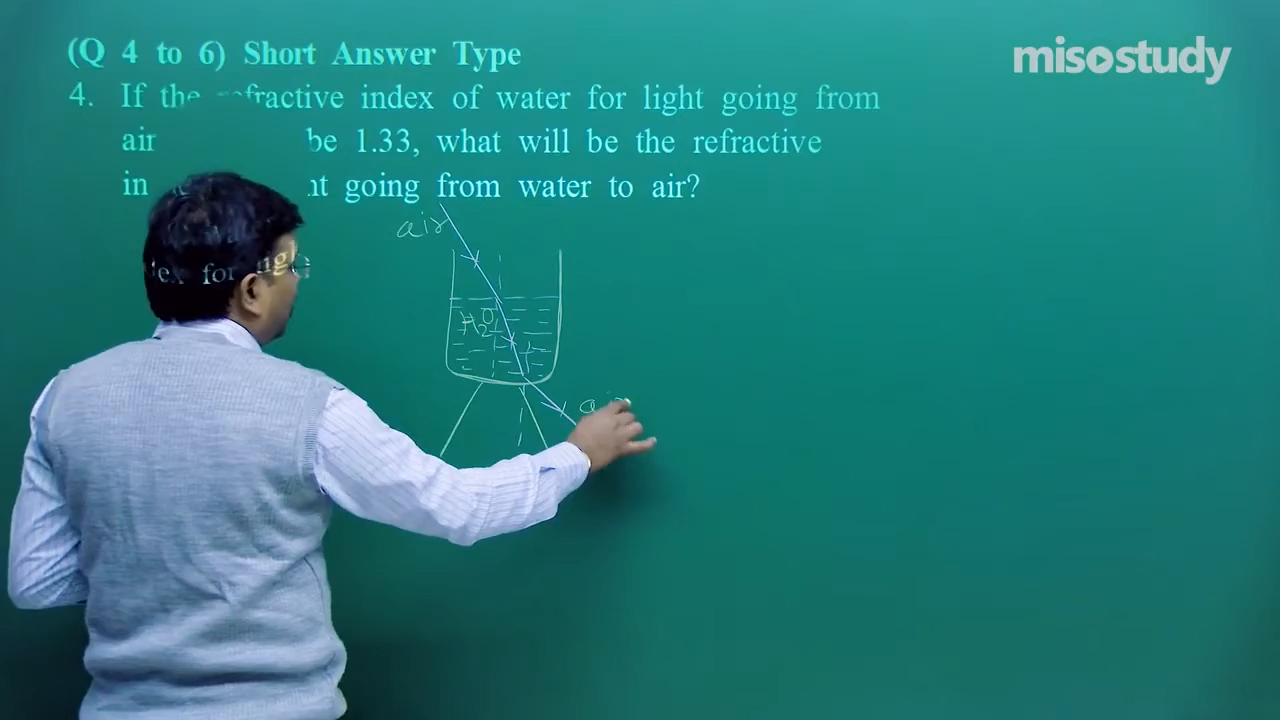 misostudy
(Q 4 to 6) Short Answer Type
4. If the refractive index of water for light going from
air be 1.33, what will be the refractive
in going from water to air?
air
for
H₂O